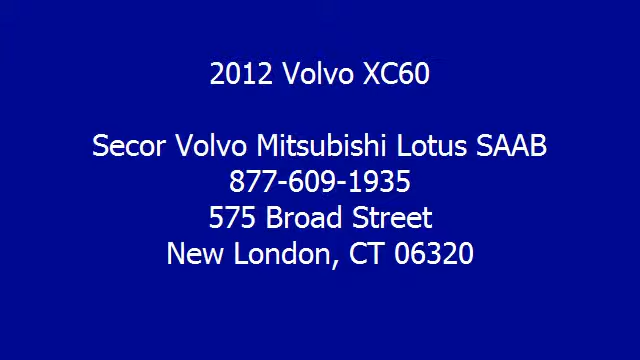 2012 Volvo XC60
Secor Volvo Mitsubishi Lotus SAAB
877-609-1935
575 Broad Street
New London, CT 06320